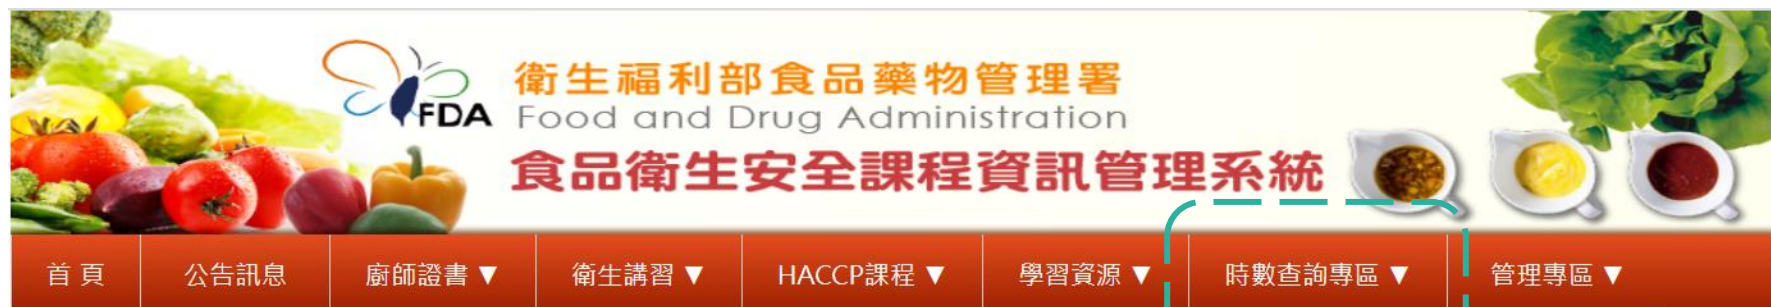 FDA
衛生福利部食品藥物管理署
Food and Drug Administration
食品衛生安全課程資訊管理系統
首頁 公告訊息 廚師證書▼ 衛生講習▼ HACCP課程▼ 學習資源▼ 時數查詢專區▼ 管理專區▼